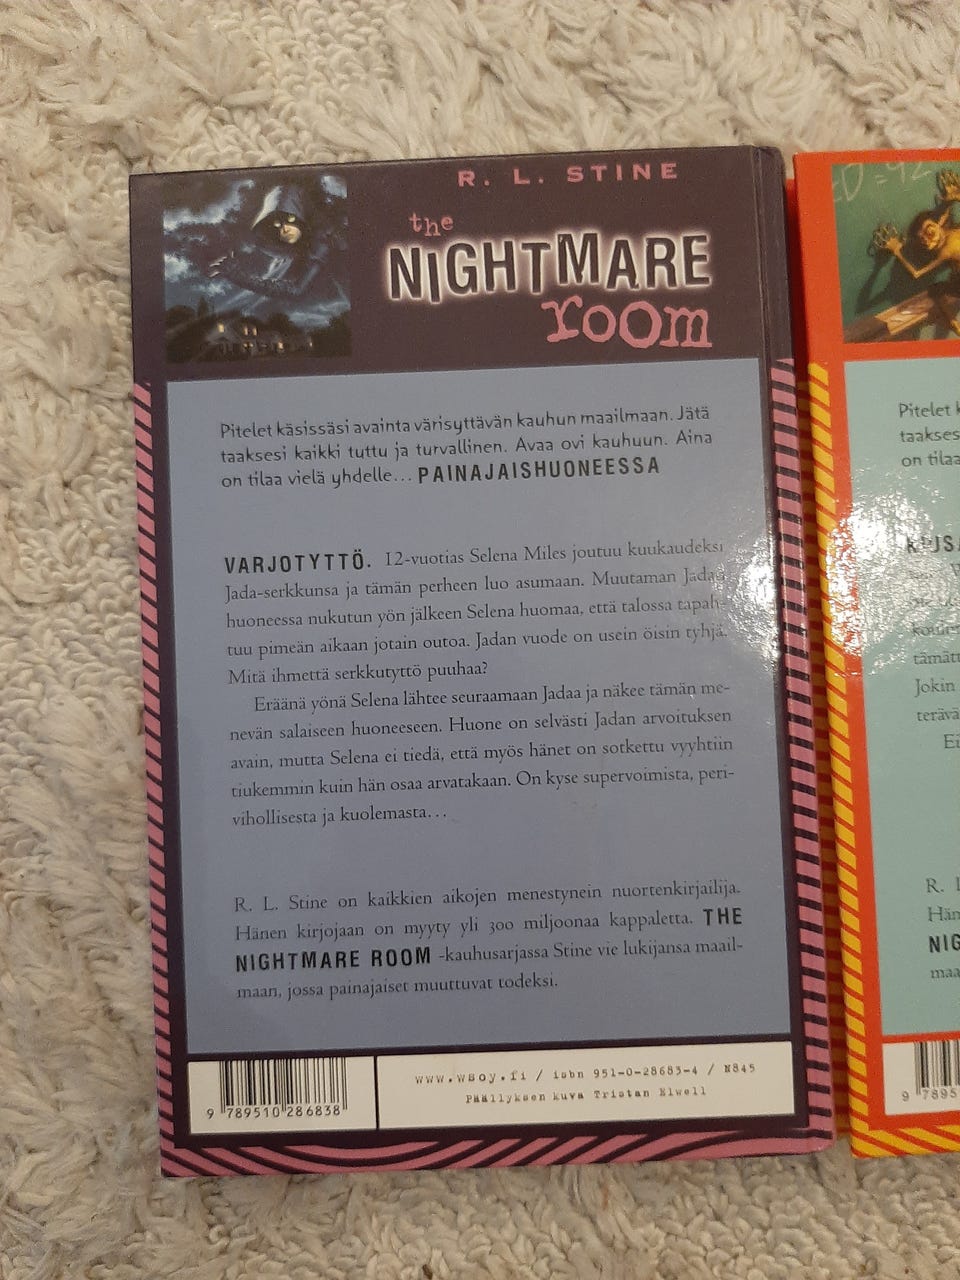 R. L. STINE
the
NIGHTMARE
room
Pitelet käsissäsi avainta värisyttävän kauhun maailmaan. Jätä
taaksesi kaikki tuttu ja turvallinen. Avaa ovi kauhuun. Aina
on tilaa vielä yhdelle... PAINAJAISHUONEESSA
VARJOTYTTÖ. 12-vuotias Selena Miles joutuu kuukaudeksi
Jada-serkkunsa ja tämän perheen luo asumaan. Muutaman Jadan
huoneessa nukutun yön jälkeen Selena huomaa, että talossa tapah-
tuu pimeän aikaan jotain outoa. Jadan vuode on usein öisin tyhjä.
Mitä ihmettä serkkutyttö puuhaa?
Eräänä yönä Selena lähtee seuraamaan Jadaa ja näkee tämän me-
nevän salaiseen huoneeseen. Huone on selvästi Jadan arvoituksen
avain, mutta Selena ei tiedä, että myös hänet on sotkettu vyyhtiin
tiukemmin kuin hän osaa arvatakaan. On kyse supervoimista, peri-
vihollisesta ja kuolemasta...
R. L. Stine on kaikkien aikojen menestynein nuortenkirjailija.
Hänen kirjojaan on myyty yli 300 miljoonaa kappaletta. THE
NIGHTMARE ROOM -kauhusarjassa Stine vie lukijansa maail-
maan, jossa painajaiset muuttuvat todeksi.
9 789510 286838
www.wsoy.fi / isbn 951-0-28683-4 / N845
Päällyksen kuva Tristan Elwell
D=92
Pitelet
taaksesi
on tilaa
Jokin
R.
NIG
maa
9 7895